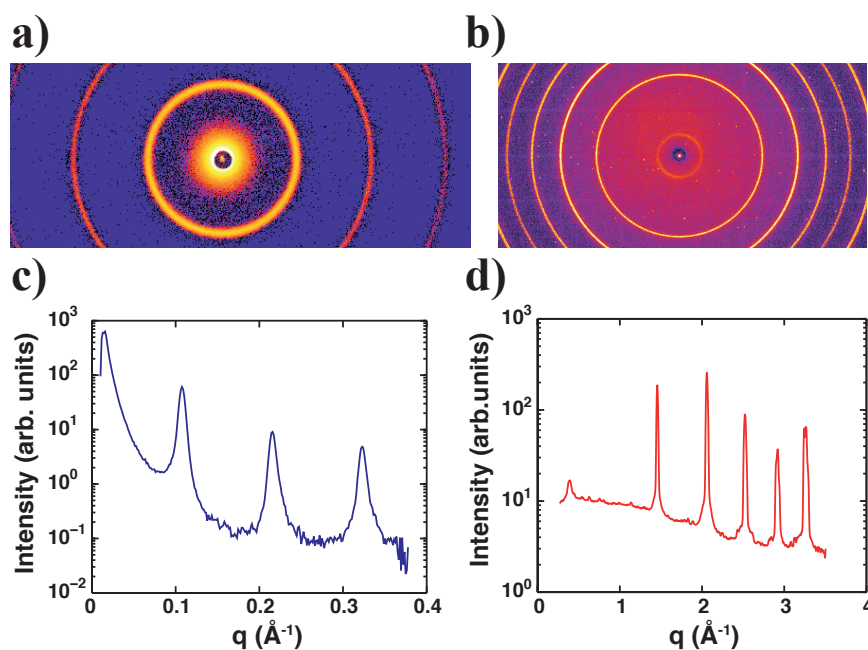 a)
b)
c)
d)
10³
10²
10¹
10⁰
10⁻¹
10⁻²
Intensity (arb. units)
0
0.1
0.2
0.3
0.4
q (Å⁻¹)
10³
10²
10¹
10⁰
Intensity (arb.units)
0
1
2
3
4
q (Å⁻¹)